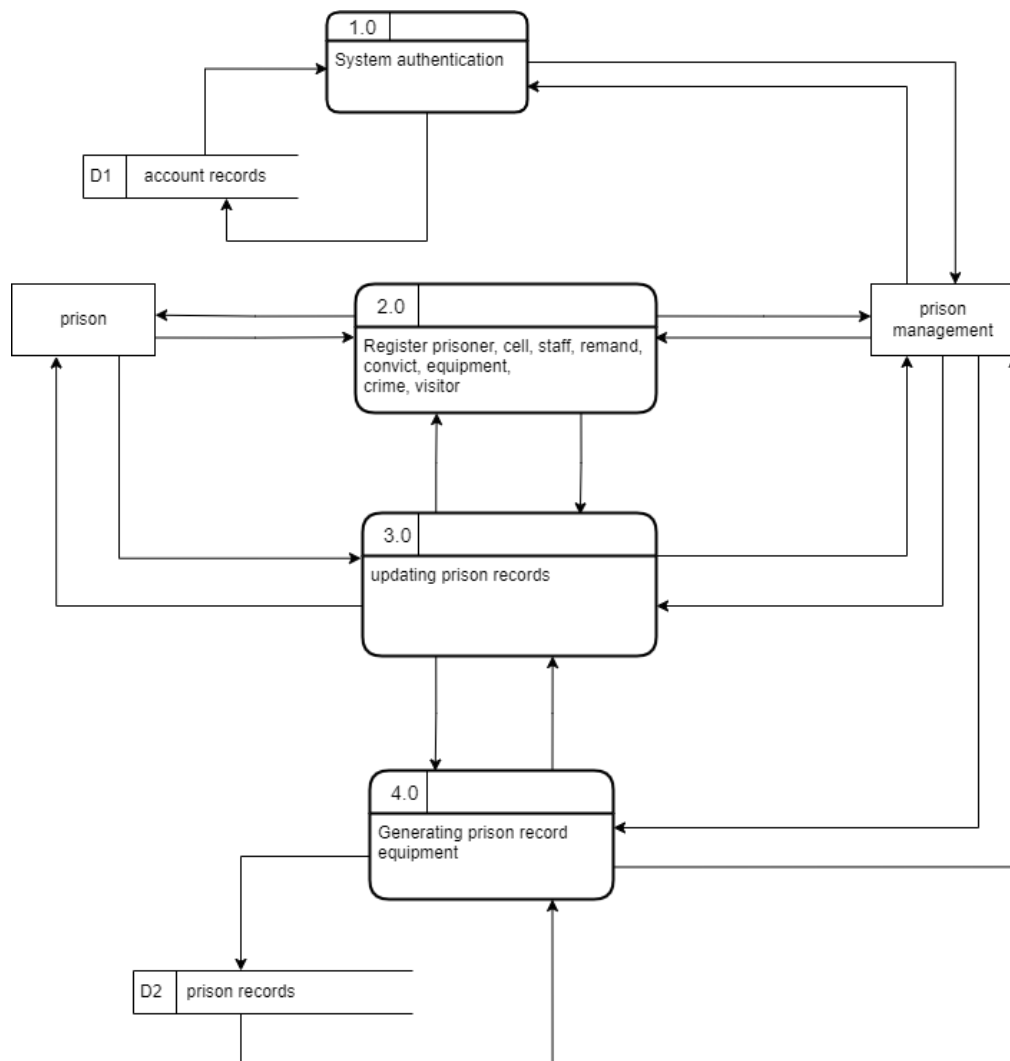 1.0
System authentication
D1
account records
prison
2.0
Register prisoner, cell, staff, remand,
convict, equipment,
crime, visitor
prison
management
3.0
updating prison records
4.0
Generating prison record
equipment
D2
prison records